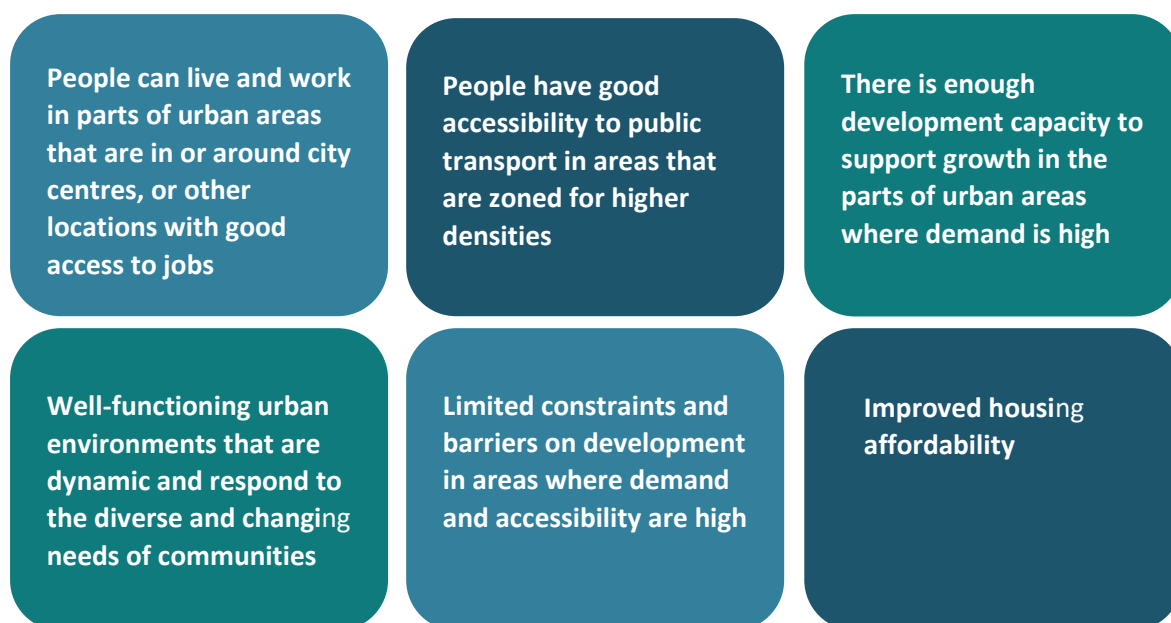 People can live and work
in parts of urban areas
that are in or around city
centres, or other
locations with good
access to jobs
People have good
accessibility to public
transport in areas that
are zoned for higher
densities
There is enough
development capacity to
support growth in the
parts of urban areas
where demand is high
Well-functioning urban
environments that are
dynamic and respond to
the diverse and changing
needs of communities
Limited constraints and
barriers on development
in areas where demand
and accessibility are high
Improved housing
affordability